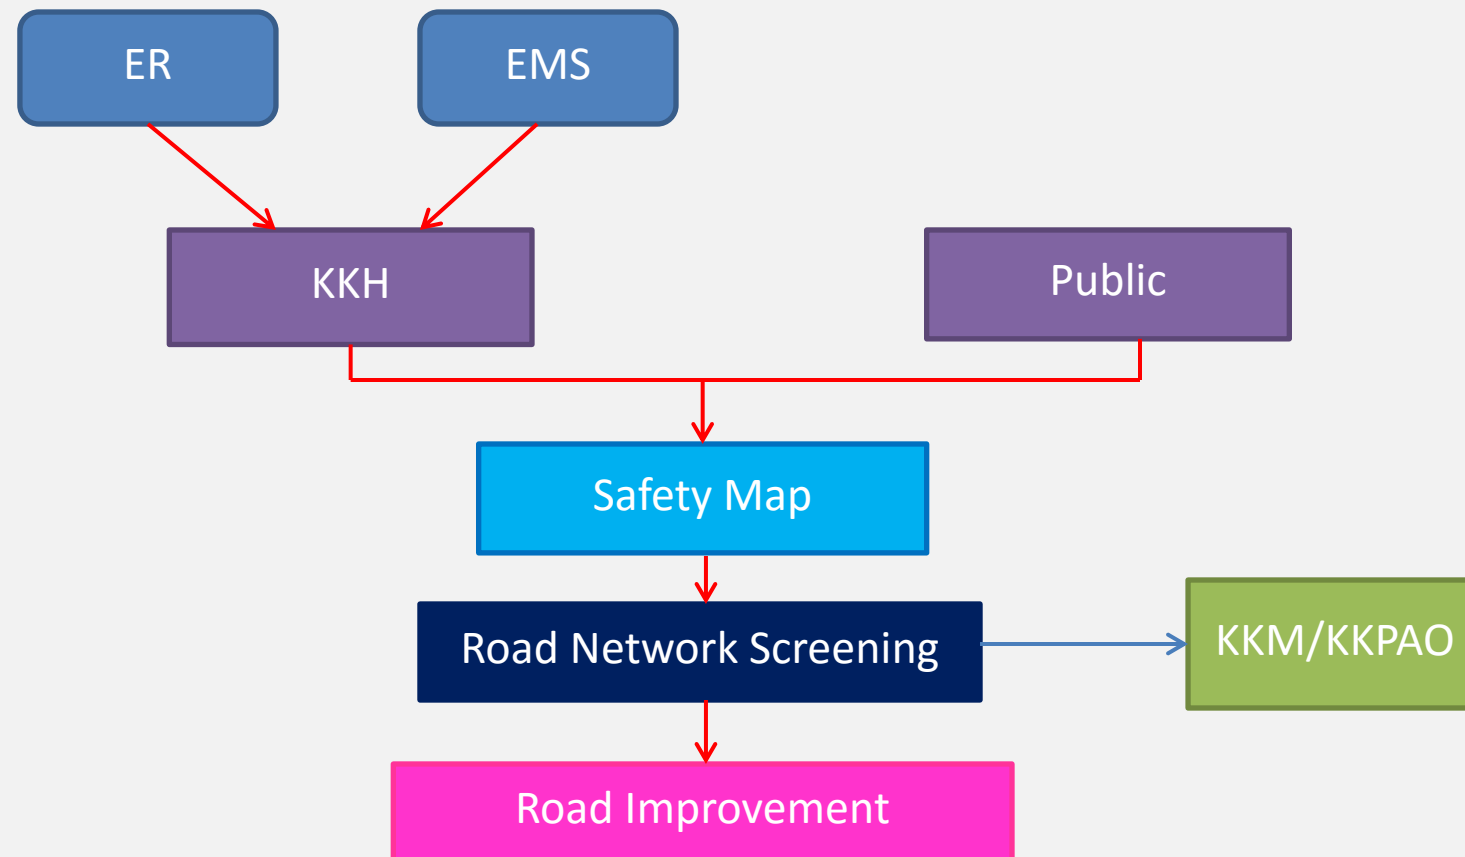 ER
EMS
KKH
Public
Safety Map
Road Network Screening
KKM/KKPAO
Road Improvement